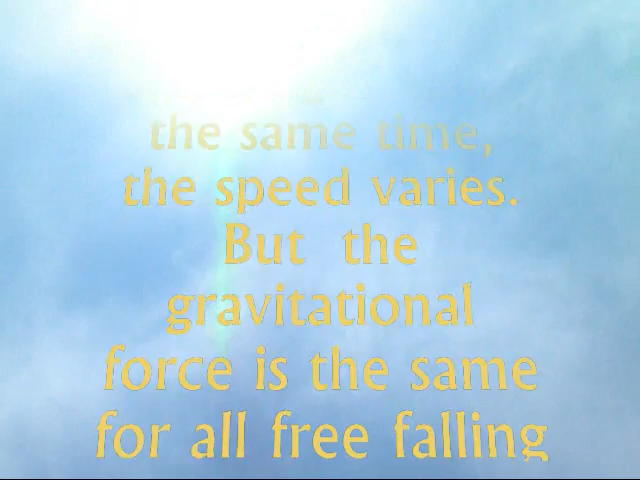 the same time,
the speed varies.
But the
gravitational
force is the same
for all free falling